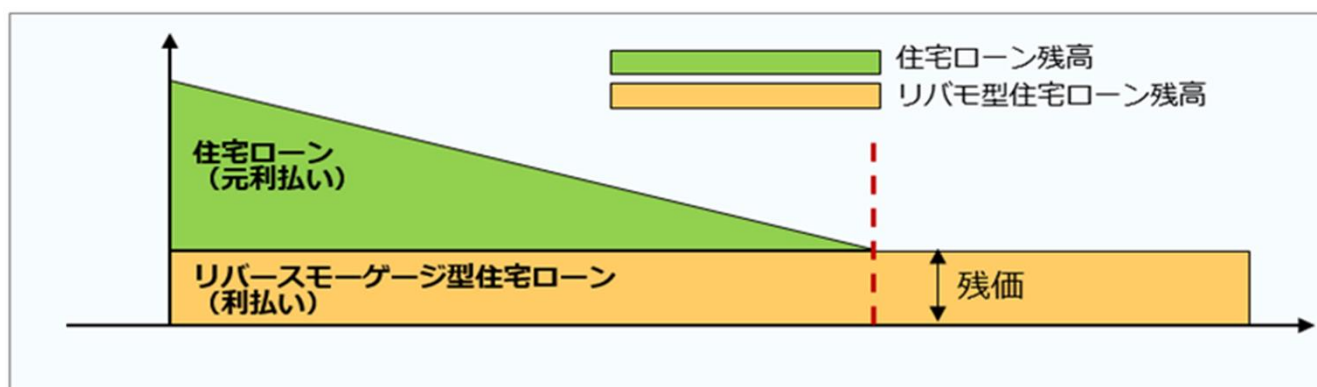 住宅ローン残高
リバモ型住宅ローン残高
住宅ローン
（元利払い）
リバースモーゲージ型住宅ローン
（利払い）
残価